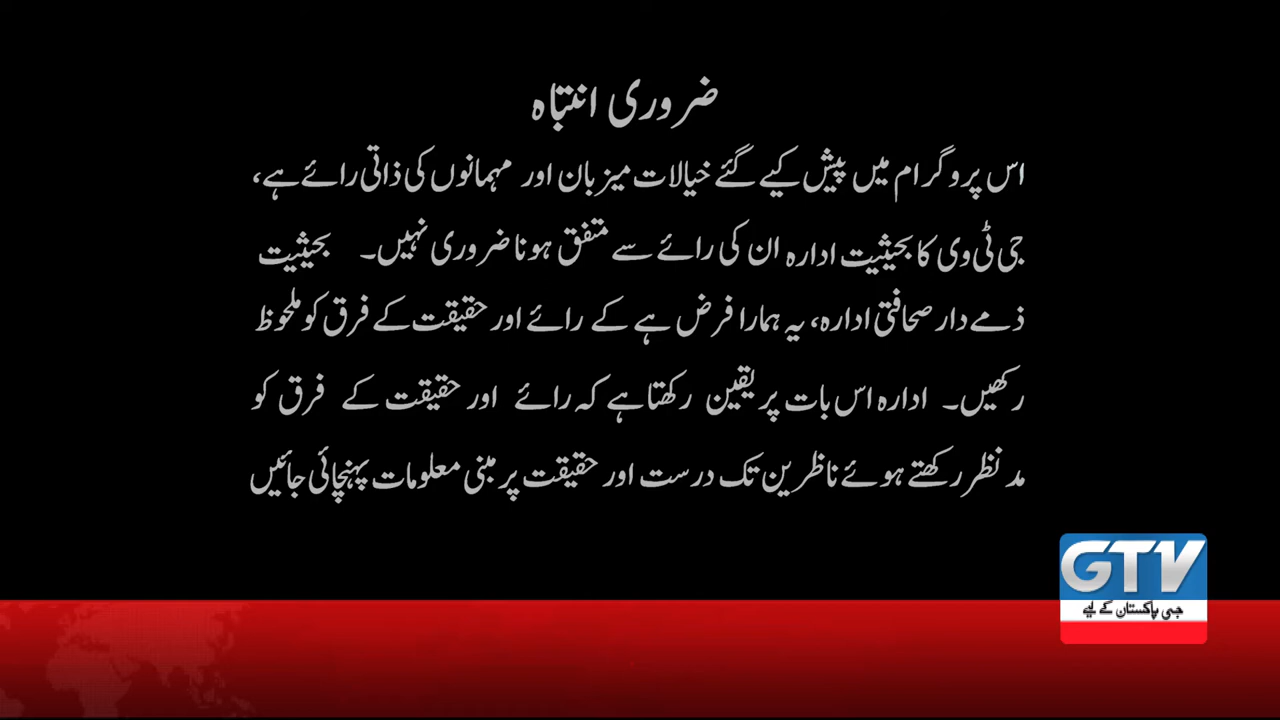 ضروری انتباہ
اس پروگرام میں پیش کیے گئے خیالات میزبان اور مہمانوں کی ذاتی رائے ہے،
جی ٹی وی کا بحیثیت ادارہ ان کی رائے سے متفق ہونا ضروری نہیں۔ بحیثیت
ذمے دار صحافتی ادارہ، یہ ہمارا فرض ہے کے رائے اور حقیقت کے فرق کو ملحوظ
رکھیں۔ ادارہ اس بات پر یقین رکھتا ہے کہ رائے اور حقیقت کے فرق کو
مد نظر رکھتے ہوئے ناظرین تک درست اور حقیقت پر مبنی معلومات پہنچائی جائیں
GTV
جی پاکستان کے لیے